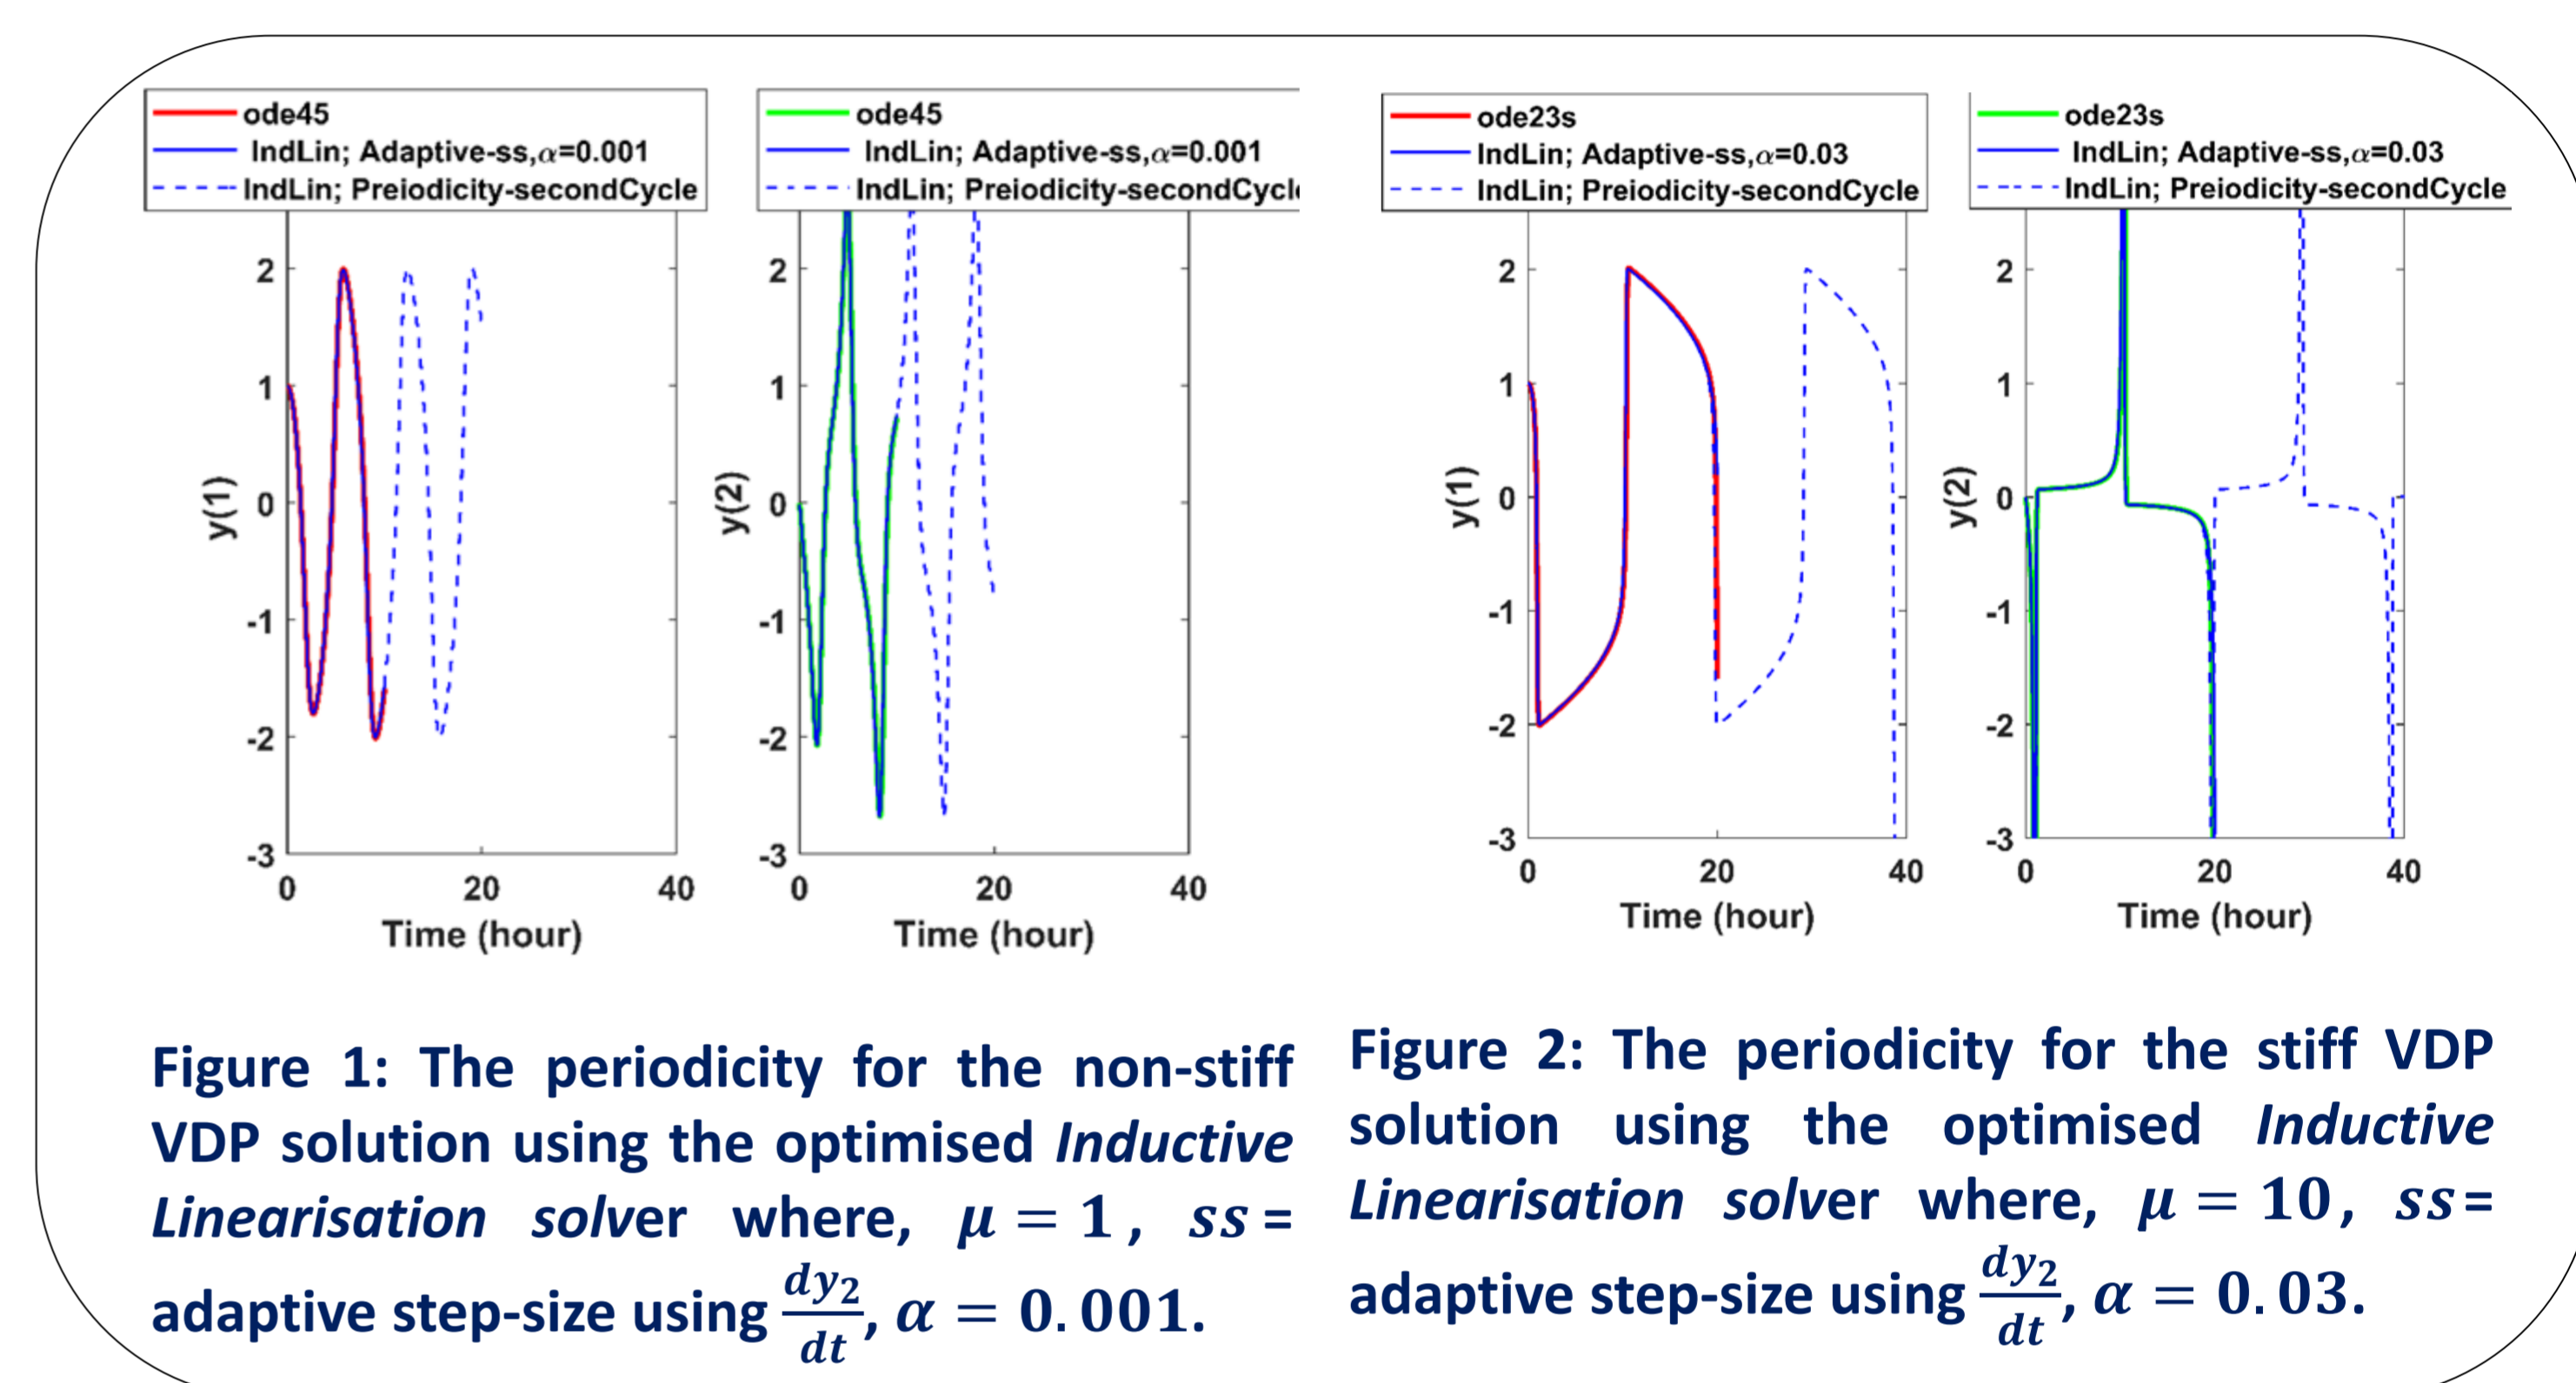 ode45
IndLin; Adaptive-ss,α=0.001
IndLin; Preiodicity-secondCycle
2
1
0
-1
-2
-3
y(1)
0 20 40
Time (hour)
ode45
IndLin; Adaptive-ss,α=0.001
IndLin; Preiodicity-secondCycl
2
1
0
-1
-2
-3
y(2)
0 20 40
Time (hour)
ode23s
IndLin; Adaptive-ss,α=0.03
IndLin; Preiodicity-secondCycle
2
1
0
-1
-2
-3
y(1)
0 20 40
Time (hour)
ode23s
IndLin; Adaptive-ss,α=0.03
IndLin; Preiodicity-secondCycle
2
1
0
-1
-2
-3
y(2)
0 20 40
Time (hour)
Figure 1: The periodicity for the non-stiff
VDP solution using the optimised Inductive
Linearisation solver where, μ = 1, ss =
adaptive step-size using dy₂/dt, α = 0.001.
Figure 2: The periodicity for the stiff VDP
solution using the optimised Inductive
Linearisation solver where, μ = 10, ss =
adaptive step-size using dy₂/dt, α = 0.03.